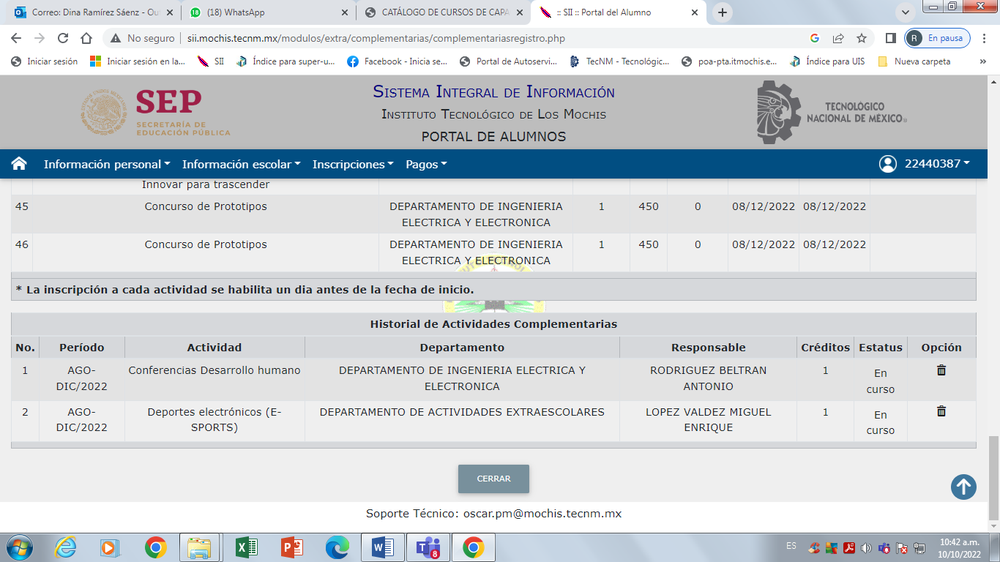 Correo: Dina Ramírez Sáenz - Ou
(18) WhatsApp
CATÁLOGO DE CURSOS DE CAPA
:: SII :: Portal del Alumno
No seguro | sii.mochis.tecnm.mx/modulos/extra/complementarias/complementariasregistro.php
R En pausa
Iniciar sesión
Iniciar sesión en la...
SII
Índice para super-u...
Facebook - Inicia se...
Portal de Autoservi...
TecNM - Tecnológic...
poa-pta.itmochis.e...
Índice para UIS
Nueva carpeta
»
SEP
SECRETARÍA DE
EDUCACIÓN PÚBLICA
SISTEMA INTEGRAL DE INFORMACIÓN
INSTITUTO TECNOLÓGICO DE LOS MOCHIS
PORTAL DE ALUMNOS
TECNOLÓGICO
NACIONAL DE MÉXICO®
Información personal Información escolar Inscripciones Pagos 22440387
Innovar para trascender
45 Concurso de Prototipos DEPARTAMENTO DE INGENIERIA 1 450 0 08/12/2022 08/12/2022
ELECTRICA Y ELECTRONICA
46 Concurso de Prototipos DEPARTAMENTO DE INGENIERIA 1 450 0 08/12/2022 08/12/2022
ELECTRICA Y ELECTRONICA
* La inscripción a cada actividad se habilita un dia antes de la fecha de inicio.
Historial de Actividades Complementarias
No. Período Actividad Departamento Responsable Créditos Estatus Opción
1 AGO- Conferencias Desarrollo humano DEPARTAMENTO DE INGENIERIA ELECTRICA Y RODRIGUEZ BELTRAN 1 En
DIC/2022 ELECTRONICA ANTONIO curso
2 AGO- Deportes electrónicos (E- DEPARTAMENTO DE ACTIVIDADES EXTRAESCOLARES LOPEZ VALDEZ MIGUEL 1 En
DIC/2022 SPORTS) ENRIQUE curso
CERRAR
Soporte Técnico: oscar.pm@mochis.tecnm.mx
ES
10:42 a.m.
10/10/2022